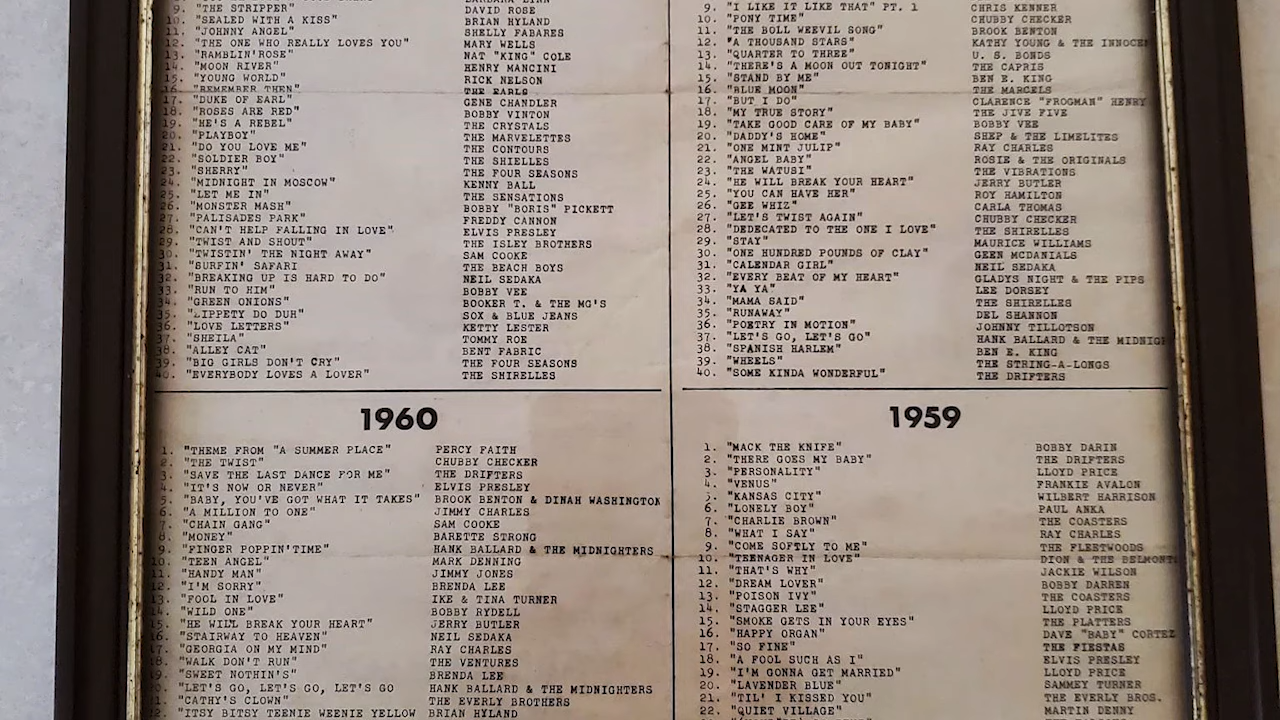 9. "THE STRIPPER" DAVID ROSE
10. "SEALED WITH A KISS" BRIAN HYLAND
11. "JOHNNY ANGEL" SHELLY FABARES
12. "THE ONE WHO REALLY LOVES YOU" MARY WELLS
13. "RAMBLIN'ROSE" NAT "KING" COLE
14. "MOON RIVER" HENRY MANCINI
15. "YOUNG WORLD" RICK NELSON
16. "REMEMBER THEN" THE EARLS
17. "DUKE OF EARL" GENE CHANDLER
18. "ROSES ARE RED" BOBBY VINTON
19. "HE'S A REBEL" THE CRYSTALS
20. "PLAYBOY" THE MARVELETTES
21. "DO YOU LOVE ME" THE CONTOURS
22. "SOLDIER BOY" THE SHIELLES
23. "SHERRY" THE FOUR SEASONS
24. "MIDNIGHT IN MOSCOW" KENNY BALL
25. "LET ME IN" THE SENSATIONS
26. "MONSTER MASH" BOBBY "BORIS" PICKETT
27. "PALISADES PARK" FREDDY CANNON
28. "CAN'T HELP FALLING IN LOVE" ELVIS PRESLEY
29. "TWIST AND SHOUT" THE ISLEY BROTHERS
30. "TWISTIN' THE NIGHT AWAY" SAM COOKE
31. "SURFIN' SAFARI THE BEACH BOYS
32. "BREAKING UP IS HARD TO DO" NEIL SEDAKA
33. "RUN TO HIM" BOBBY VEE
34. "GREEN ONIONS" BOOKER T. & THE MG'S
35. "ZIPPETY DO DUH" SOX & BLUE JEANS
36. "LOVE LETTERS" KETTY LESTER
37. "SHEILA" TOMMY ROE
38. "ALLEY CAT" BENT FABRIC
39. "BIG GIRLS DON'T CRY" THE FOUR SEASONS
40. "EVERYBODY LOVES A LOVER" THE SHIRELLES
9. "I LIKE IT LIKE THAT" PT. 1 CHRIS KENNER
10. "PONY TIME" CHUBBY CHECKER
11. "THE BOLL WEEVIL SONG" BROOK BENTON
12. "A THOUSAND STARS" KATHY YOUNG & THE INNOCEN
13. "QUARTER TO THREE" U. S. BONDS
14. "THERE'S A MOON OUT TONIGHT" THE CAPRIS
15. "STAND BY ME" BEN E. KING
16. "BLUE MOON" THE MARCELS
17. "BUT I DO" CLARENCE "FROGMAN" HENRY
18. "MY TRUE STORY" THE JIVE FIVE
19. "TAKE GOOD CARE OF MY BABY" BOBBY VEE
20. "DADDY'S HOME" SHEP & THE LIMELITES
21. "ONE MINT JULIP" RAY CHARLES
22. "ANGEL BABY" ROSIE & THE ORIGINALS
23. "THE WATUSI" THE VIBRATIONS
24. "HE WILL BREAK YOUR HEART" JERRY BUTLER
25. "YOU CAN HAVE HER" ROY HAMILTON
26. "GEE WHIZ" CARLA THOMAS
27. "LET'S TWIST AGAIN" CHUBBY CHECKER
28. "DEDECATED TO THE ONE I LOVE" THE SHIRELLES
29. "STAY" MAURICE WILLIAMS
30. "ONE HUNDRED POUNDS OF CLAY" GEEN MCDANIALS
31. "CALENDAR GIRL" NEIL SEDAKA
32. "EVERY BEAT OF MY HEART" GLADYS NIGHT & THE PIPS
33. "YA YA" LEE DORSEY
34. "MAMA SAID" THE SHIRELLES
35. "RUNAWAY" DEL SHANNON
36. "POETRY IN MOTION" JOHNNY TILLOTSON
37. "LET'S GO, LET'S GO" HANK BALLARD & THE MIDNIGH
38. "SPANISH HARLEM" BEN E. KING
39. "WHEELS" THE STRING-A-LONGS
40. "SOME KINDA WONDERFUL" THE DRIFTERS
1960
1. "THEME FROM "A SUMMER PLACE" PERCY FAITH
2. "THE TWIST" CHUBBY CHECKER
3. "SAVE THE LAST DANCE FOR ME" THE DRIFTERS
4. "IT'S NOW OR NEVER" ELVIS PRESLEY
5. "BABY, YOU'VE GOT WHAT IT TAKES" BROOK BENTON & DINAH WASHINGTON
6. "A MILLION TO ONE" JIMMY CHARLES
7. "CHAIN GANG" SAM COOKE
8. "MONEY" BARETTE STRONG
9. "FINGER POPPIN'TIME" HANK BALLARD & THE MIDNIGHTERS
10. "TEEN ANGEL" MARK DENNING
11. "HANDY MAN" JIMMY JONES
12. "I'M SORRY" BRENDA LEE
13. "FOOL IN LOVE" IKE & TINA TURNER
14. "WILD ONE" BOBBY RYDELL
15. "HE WILL BREAK YOUR HEART" JERRY BUTLER
16. "STAIRWAY TO HEAVEN" NEIL SEDAKA
17. "GEORGIA ON MY MIND" RAY CHARLES
18. "WALK DON'T RUN" THE VENTURES
19. "SWEET NOTHIN'S" BRENDA LEE
20. "LET'S GO, LET'S GO, LET'S GO HANK BALLARD & THE MIDNIGHTERS
21. "CATHY'S CLOWN" THE EVERLY BROTHERS
22. "ITSY BITSY TEENIE WEENIE YELLOW BRIAN HYLAND
1959
1. "MACK THE KNIFE" BOBBY DARIN
2. "THERE GOES MY BABY" THE DRIFTERS
3. "PERSONALITY" LLOYD PRICE
4. "VENUS" FRANKIE AVALON
5. "KANSAS CITY" WILBERT HARRISON
6. "LONELY BOY" PAUL ANKA
7. "CHARLIE BROWN" THE COASTERS
8. "WHAT I SAY" RAY CHARLES
9. "COME SOFTLY TO ME" THE FLEETWOODS
10. "TEENAGER IN LOVE" DION & THE BELMONT
11. "THAT'S WHY" JACKIE WILSON
12. "DREAM LOVER" BOBBY DARREN
13. "POISON IVY" THE COASTERS
14. "STAGGER LEE" LLOYD PRICE
15. "SMOKE GETS IN YOUR EYES" THE PLATTERS
16. "HAPPY ORGAN" DAVE "BABY" CORTEZ
17. "SO FINE" THE FIESTAS
18. "A FOOL SUCH AS I" ELVIS PRESLEY
19. "I'M GONNA GET MARRIED" LLOYD PRICE
20. "LAVENDER BLUE" SAMMEY TURNER
21. "TIL' I KISSED YOU" THE EVERLY BROS.
22. "QUIET VILLAGE" MARTIN DENNY